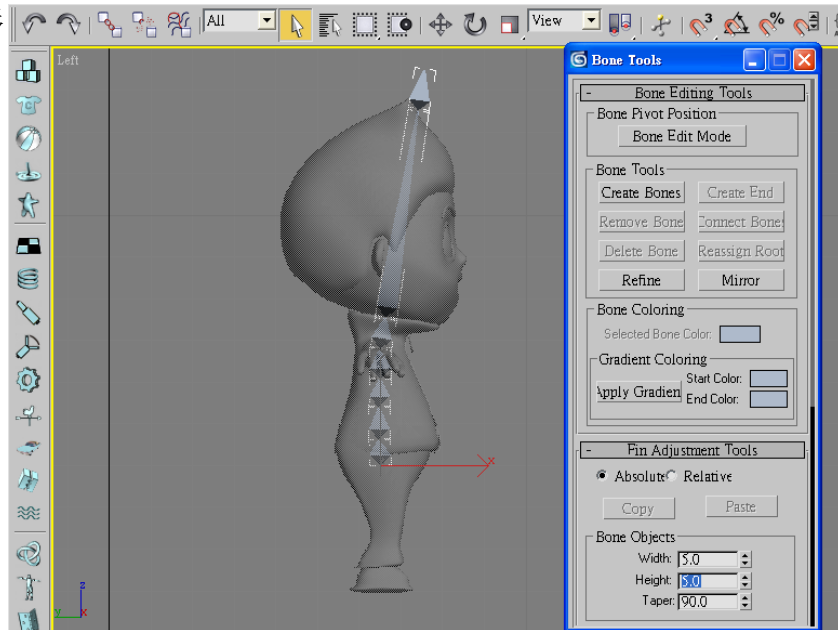 All
View
Left
x
z
y
x
Bone Tools
- Bone Editing Tools
Bone Pivot Position
Bone Edit Mode
Bone Tools
Create Bones Create End
Remove Bone Connect Bones
Delete Bone Reassign Root
Refine Mirror
Bone Coloring
Selected Bone Color:
Gradient Coloring
Apply Gradien Start Color:
End Color:
- Fin Adjustment Tools
Absolute Relative
Copy Paste
Bone Objects
Width: 5.0
Height: 5.0
Taper: 90.0